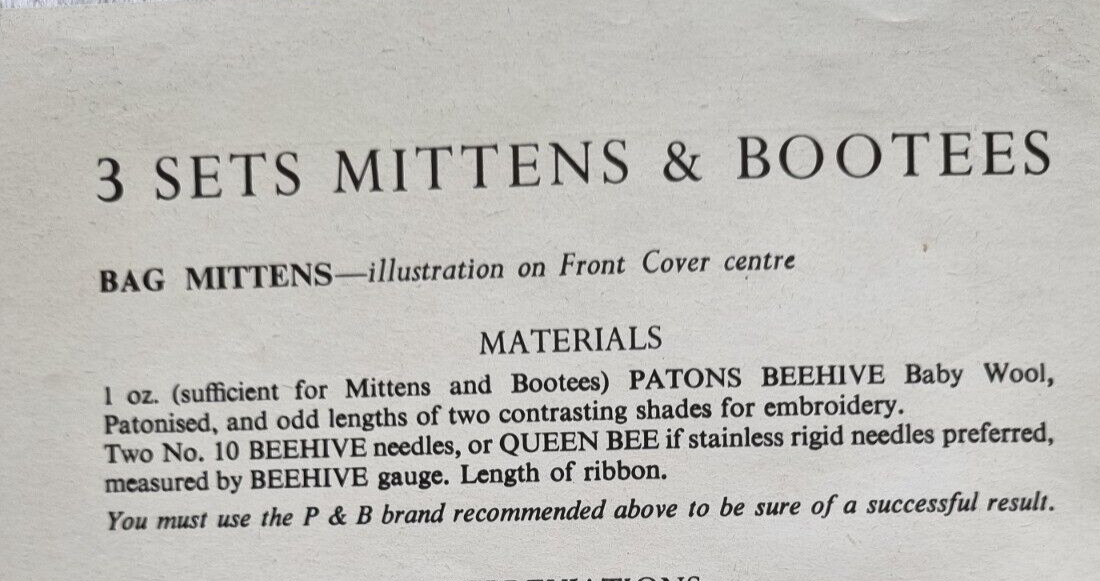 3 SETS MITTENS & BOOTEES
BAG MITTENS—illustration on Front Cover centre
MATERIALS
1 oz. (sufficient for Mittens and Bootees) PATONS BEEHIVE Baby Wool,
Patonised, and odd lengths of two contrasting shades for embroidery.
Two No. 10 BEEHIVE needles, or QUEEN BEE if stainless rigid needles preferred,
measured by BEEHIVE gauge. Length of ribbon.
You must use the P & B brand recommended above to be sure of a successful result.